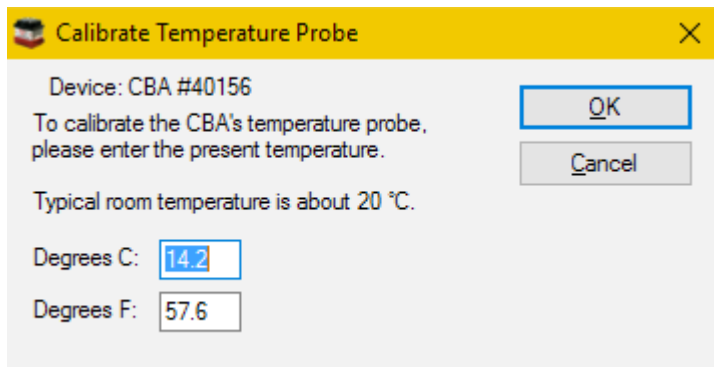 Calibrate Temperature Probe
Device: CBA #40156
To calibrate the CBA's temperature probe,
please enter the present temperature.
Typical room temperature is about 20 °C.
Degrees C: 14.2
Degrees F: 57.6
OK
Cancel